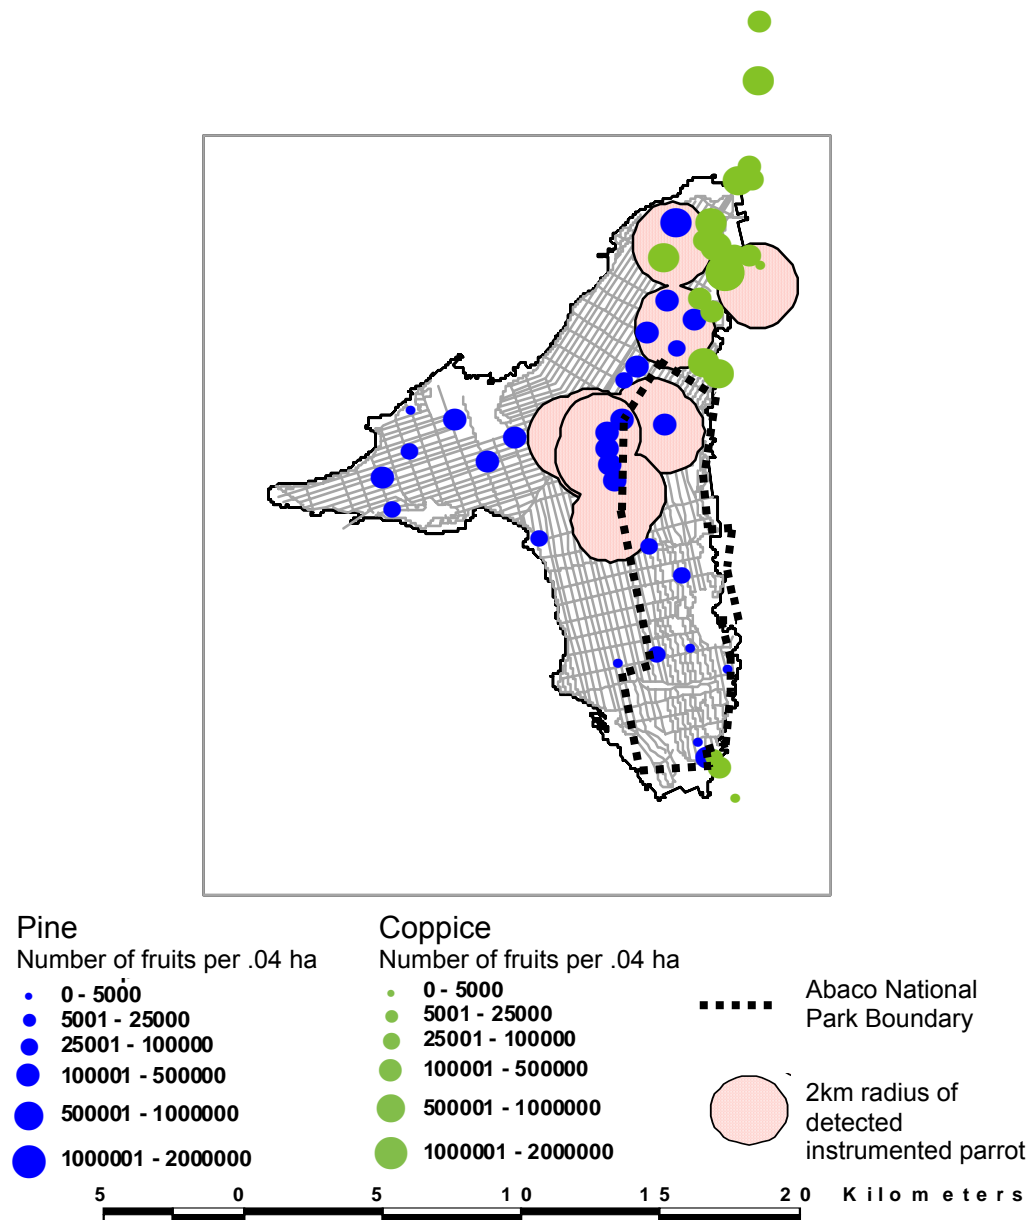 Pine
Number of fruits per .04 ha
0 - 5000
5001 - 25000
25001 - 100000
100001 - 500000
500001 - 1000000
1000001 - 2000000
Coppice
Number of fruits per .04 ha
0 - 5000
5001 - 25000
25001 - 100000
100001 - 500000
500001 - 1000000
1000001 - 2000000
Abaco National
Park Boundary
2km radius of
detected
instrumented parrot
5 0 5 10 15 20 Kilometers